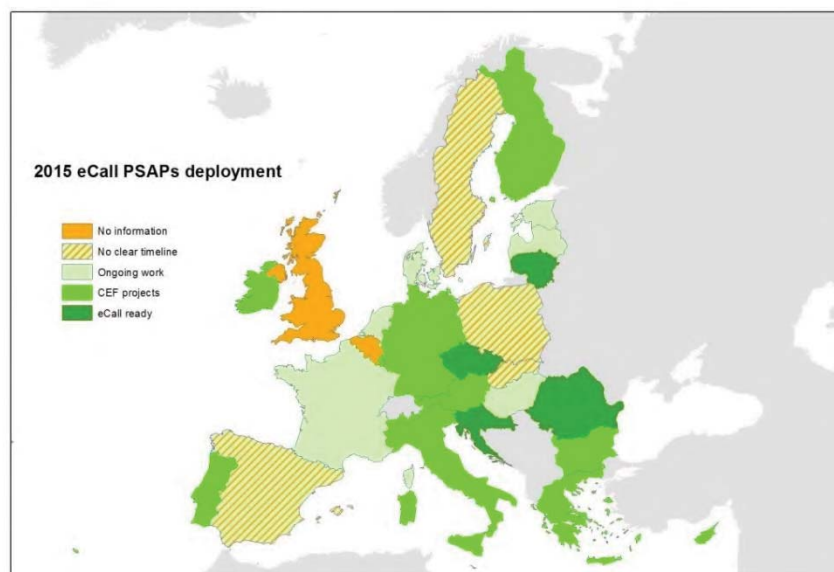 2015 eCall PSAPs deployment
No information
No clear timeline
Ongoing work
CEF projects
eCall ready